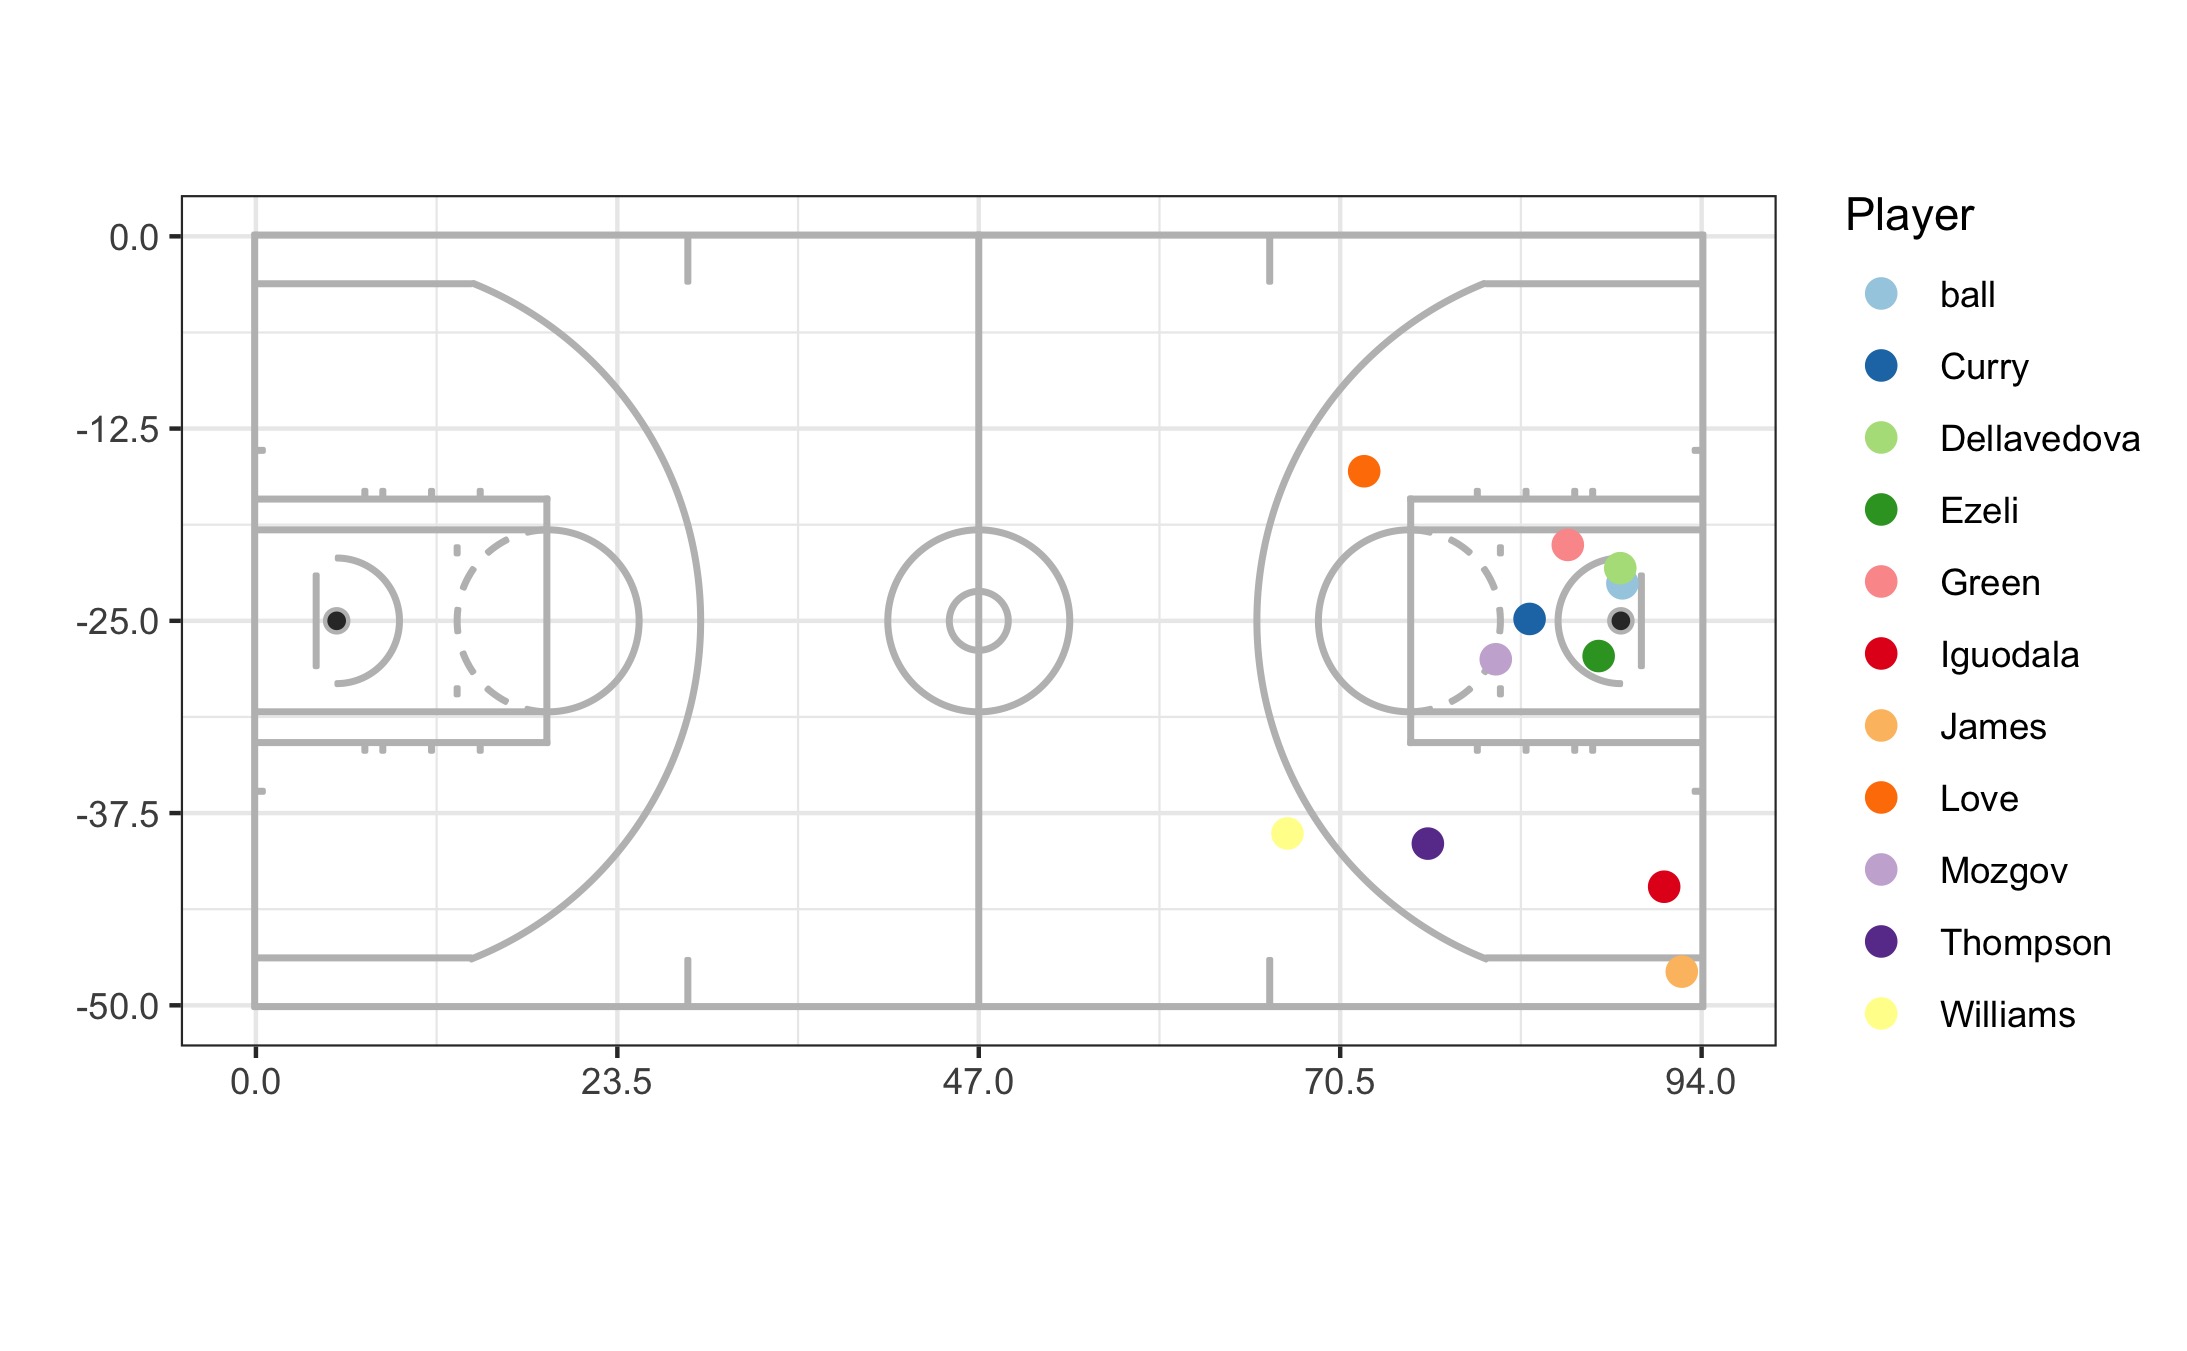 Player
0.0
-12.5
-25.0
-37.5
-50.0
0.0
23.5
47.0
70.5
94.0
ball
Curry
Dellavedova
Ezeli
Green
Iguodala
James
Love
Mozgov
Thompson
Williams